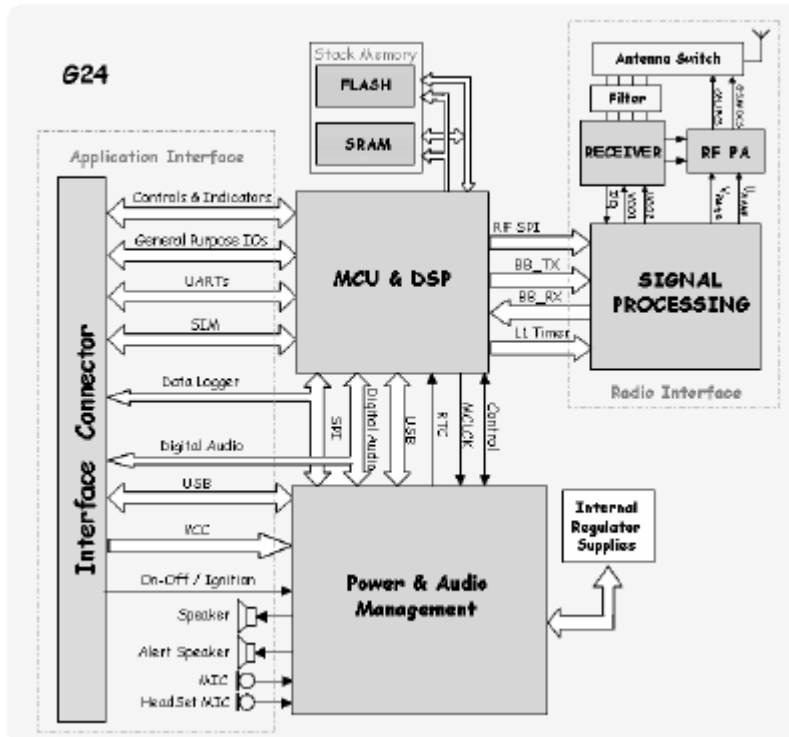 G24
Stack Memory
FLASH
SRAM
Antenna Switch
Filter
RECEIVER
RF PA
SIGNAL
PROCESSING
Radio Interface
Application Interface
Interface Connector
Controls & Indicators
General Purpose IOs
UARTs
SIM
Data Logger
Digital Audio
USB
VCC
On-Off / Ignition
Speaker
Alert Speaker
MIC
HeadSet MIC
MCU & DSP
RF SPI
BB_TX
BB_RX
L1 Timer
SPI
Digital Audio
USB
RTC
MCLCK
Control
Power & Audio
Management
Internal
Regulator
Supplies